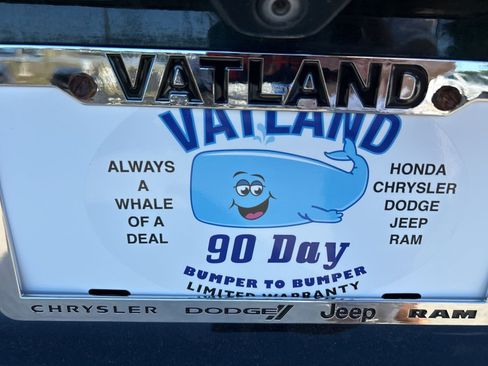 VATLAND
VATLAND
ALWAYS
A
WHALE
OF A
DEAL
HONDA
CHRYSLER
DODGE
JEEP
RAM
90 Day
BUMPER TO BUMPER
LIMITED WARRANTY
CHRYSLER DODGE Jeep RAM